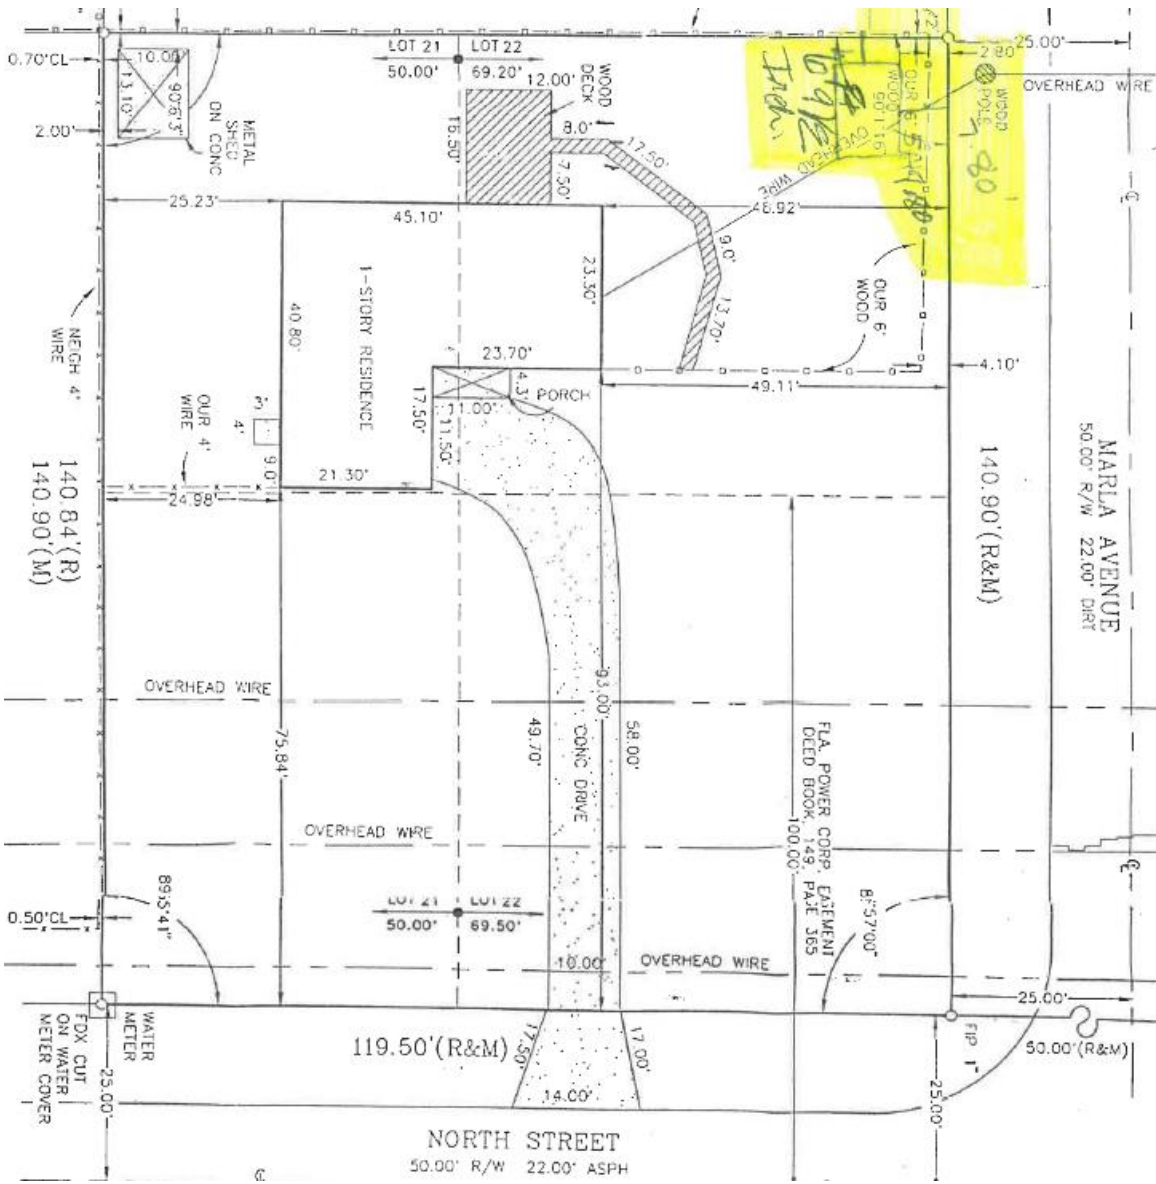 LOT 21 LOT 22
50.00' 69.20'
25.00'
2.80'
0.70'CL
10.00'
13.10'
2.00'
METAL
SHED
ON CONC
WOOD
DECK
12.00'
16.50'
8.0'
7.50'
17.50'
9.0'
13.70'
OVERHEAD WIRE
OUR 6'
WOOD
WOOD
POLE
80
OVERHEAD WIRE
25.23'
45.10'
48.92'
23.30'
1-STORY RESIDENCE
40.80'
NEIGH 4'
WIRE
OUR 6'
WOOD
23.70'
4.3'
PORCH
11.00'
17.50'
11.50'
49.11'
4.10'
OUR 4'
WIRE
3'
4'
9.0'
21.30'
24.98'
140.84'(R)
140.90'(M)
140.90'(R&M)
MARLA AVENUE
50.00' R/W 22.00' DIRT
OVERHEAD WIRE
75.84'
49.70'
CONC DRIVE
93.00'
58.00'
FLA. POWER CORP. EASEMENT
DEED BOOK 149, PAGE 365
100.00'
OVERHEAD WIRE
LOT 21 LOT 22
50.00' 69.50'
0.50'CL
10.00'
OVERHEAD WIRE
25.00'
FIP 1"
50.00'(R&M)
WATER
METER
FDX CUT
ON WATER
METER COVER
25.00'
119.50'(R&M)
17.50'
17.00'
14.00'
25.00'
NORTH STREET
50.00' R/W 22.00' ASPH